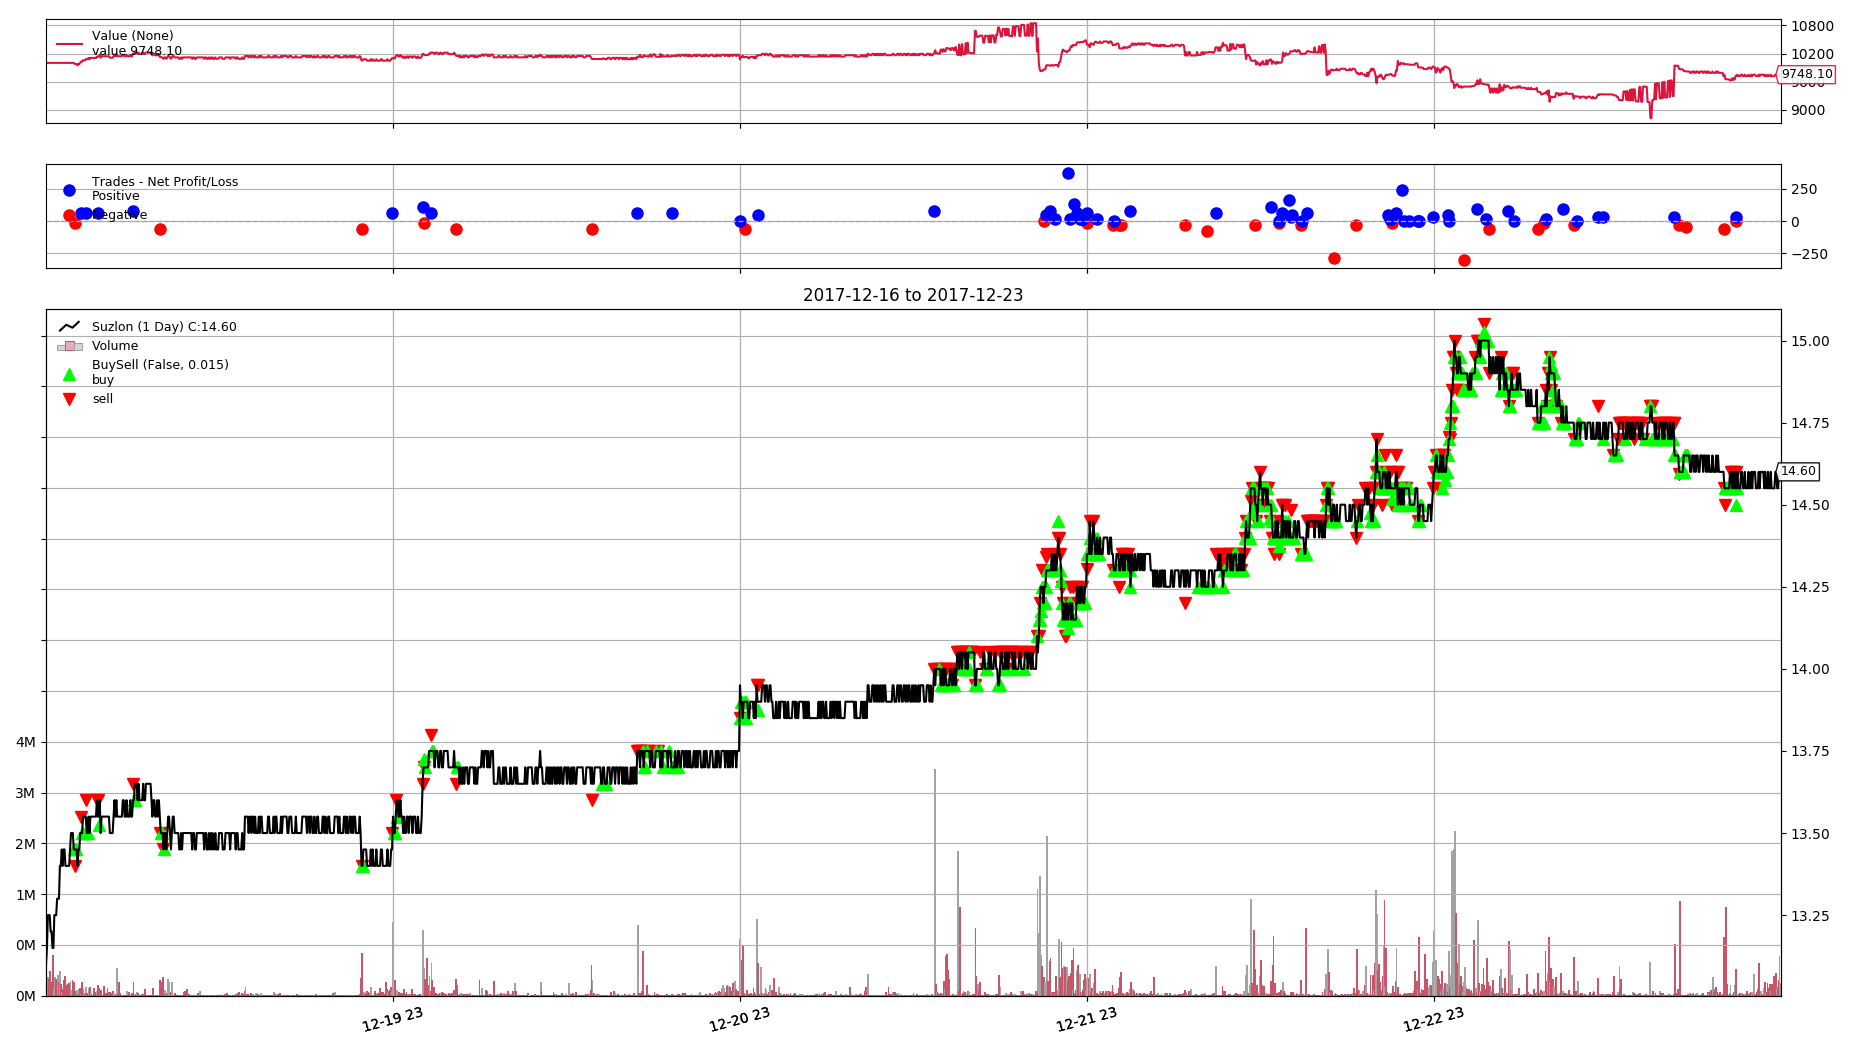 Value (None)
value 9748.10
10800
10200
9748.10
9600
9000
Trades - Net Profit/Loss
Positive
Negative
250
0
−250
2017-12-16 to 2017-12-23
Suzlon (1 Day) C:14.60
Volume
BuySell (False, 0.015)
buy
sell
15.00
14.75
14.60
14.50
14.25
14.00
13.75
13.50
13.25
4M
3M
2M
1M
0M
0M
12-19 23
12-20 23
12-21 23
12-22 23